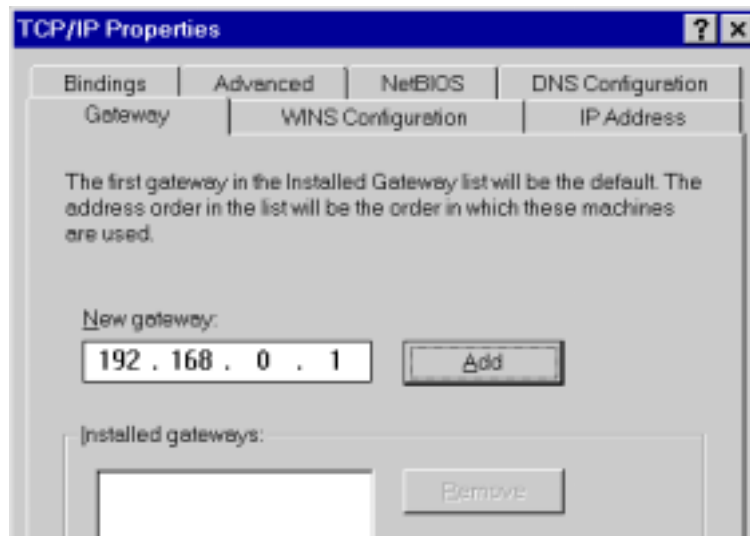 TCP/IP Properties
Bindings Advanced NetBIOS DNS Configuration
Gateway WINS Configuration IP Address
The first gateway in the Installed Gateway list will be the default. The
address order in the list will be the order in which these machines
are used.
New gateway:
192 . 168 . 0 . 1 Add
Installed gateways:
Remove